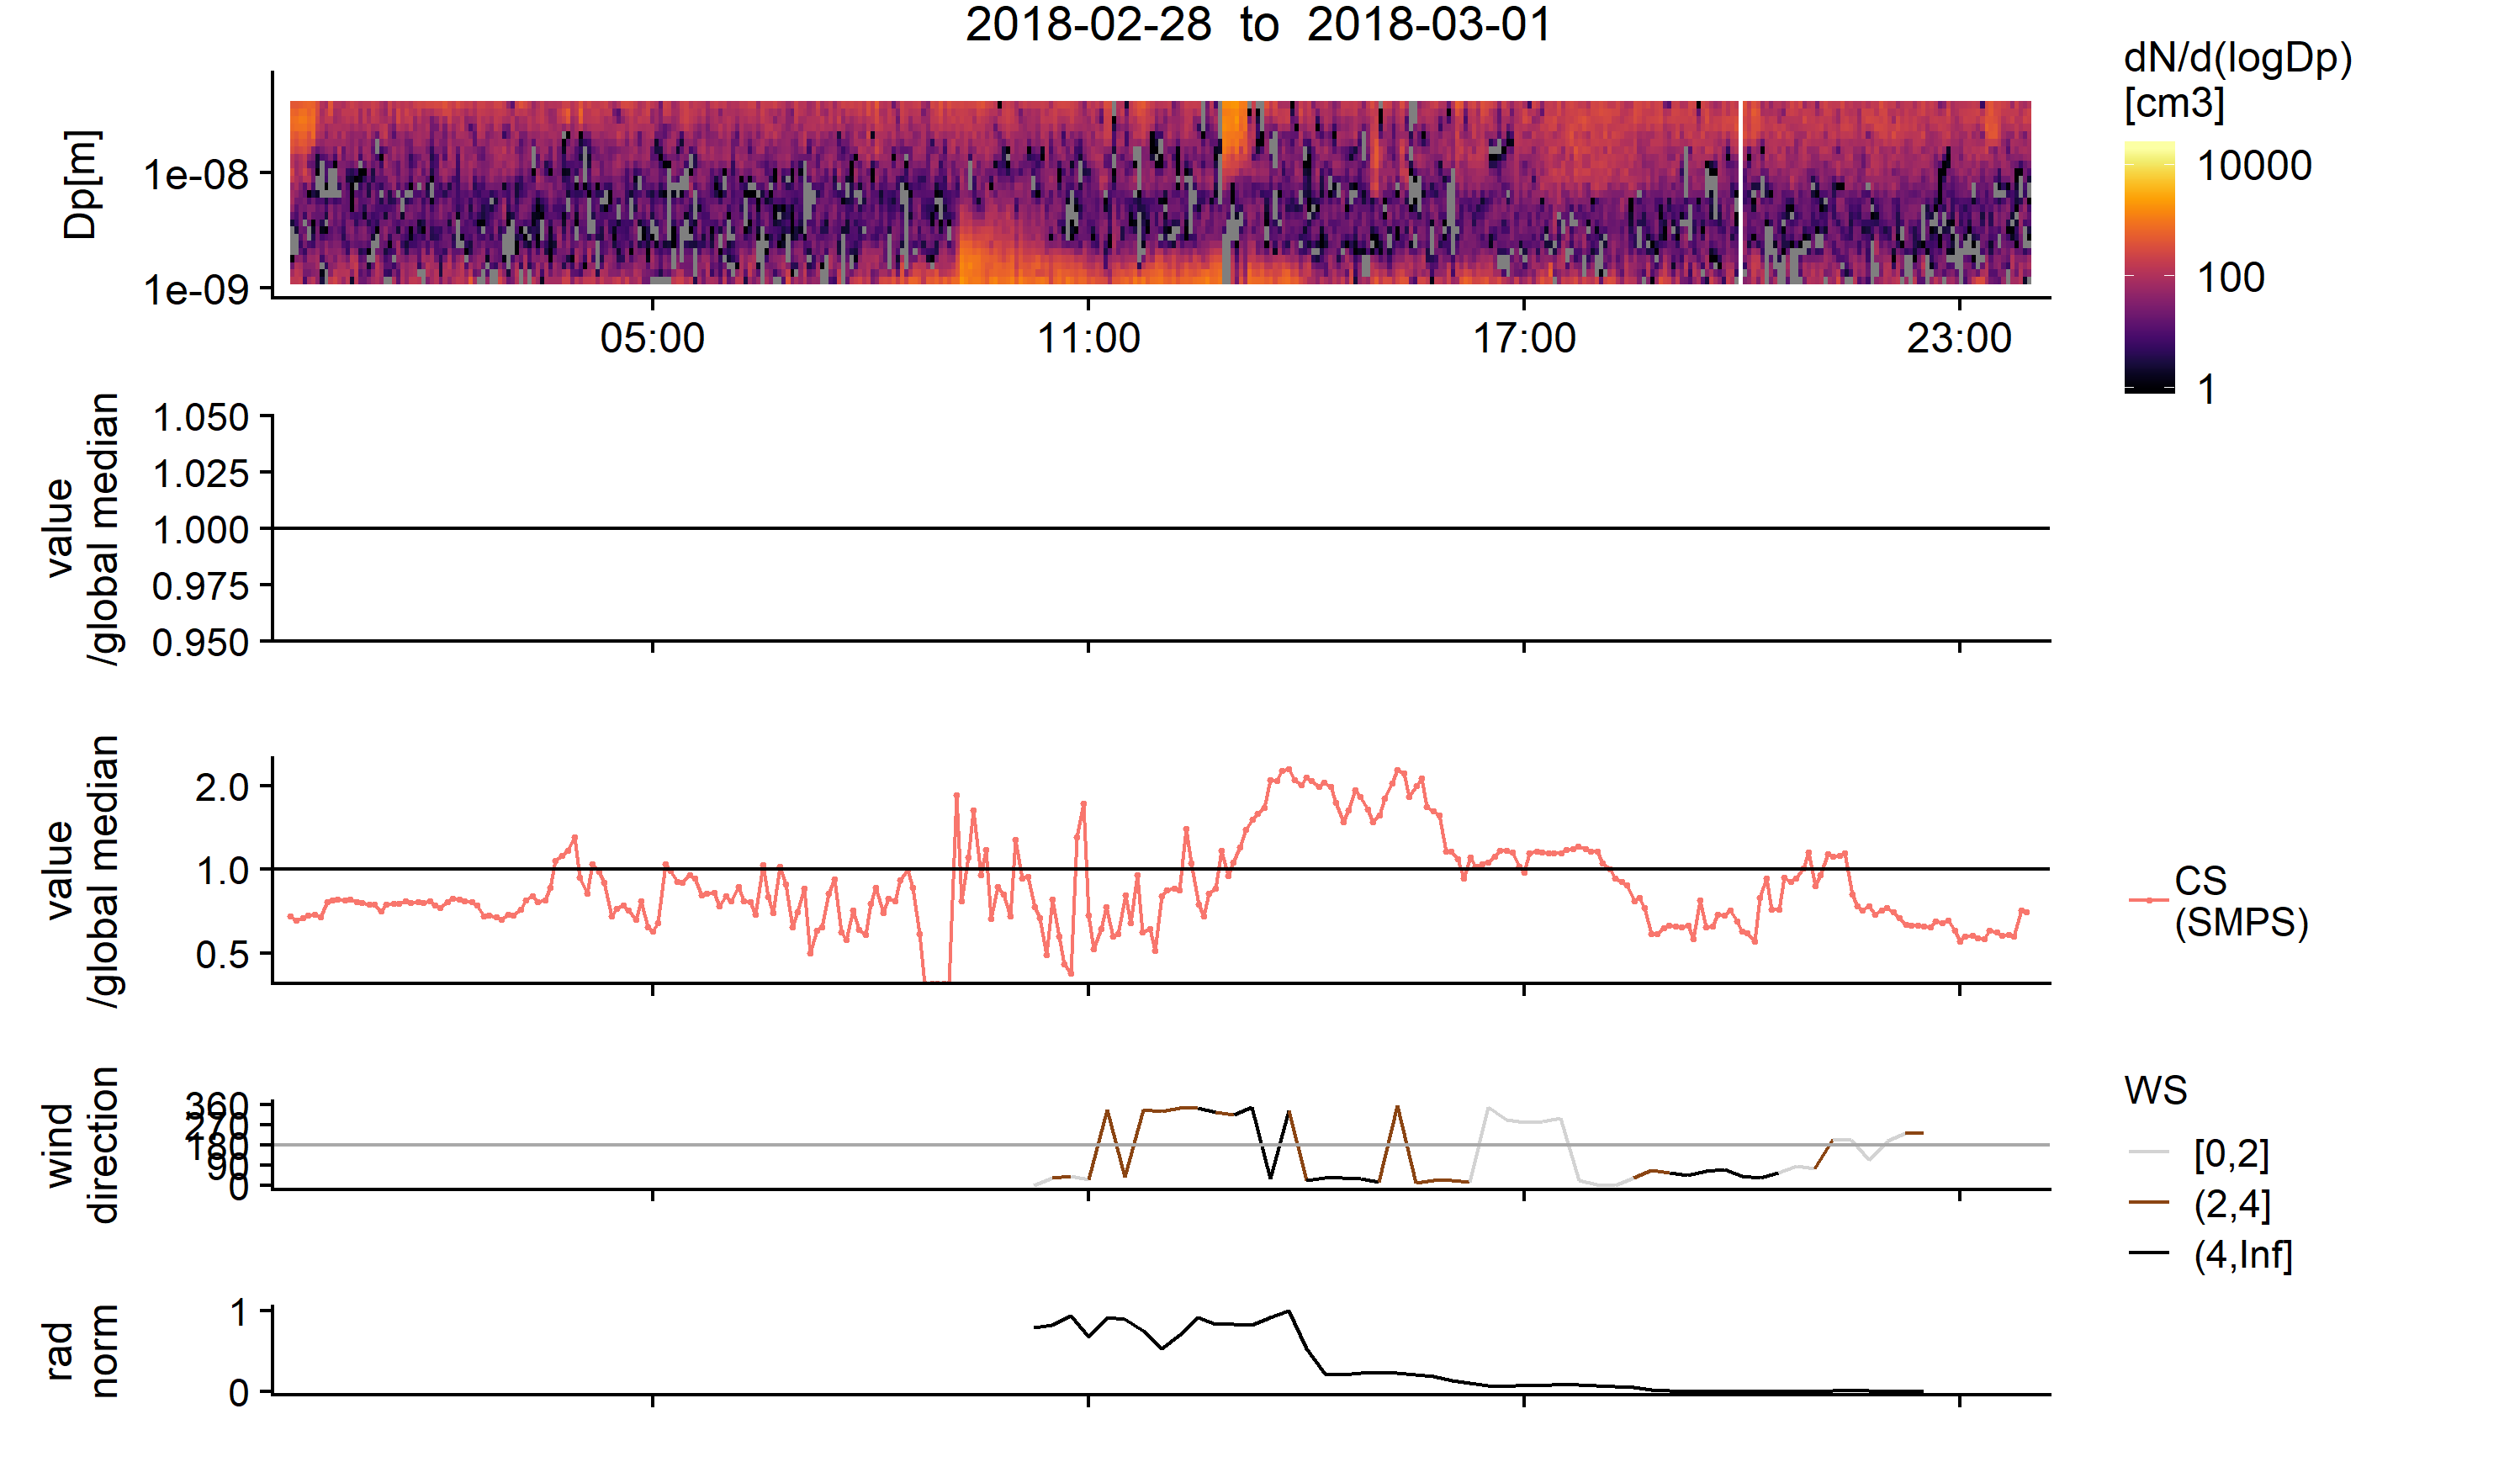 2018-02-28 to 2018-03-01
dN/d(logDp)
[cm3]
10000
100
1
Dp[m]
1e-08
1e-09
05:00
11:00
17:00
23:00
value
/global median
1.050
1.025
1.000
0.975
0.950
value
/global median
2.0
1.0
0.5
CS
(SMPS)
wind
direction
360
270
180
90
0
WS
[0,2]
(2,4]
(4,Inf]
rad
norm
1
0